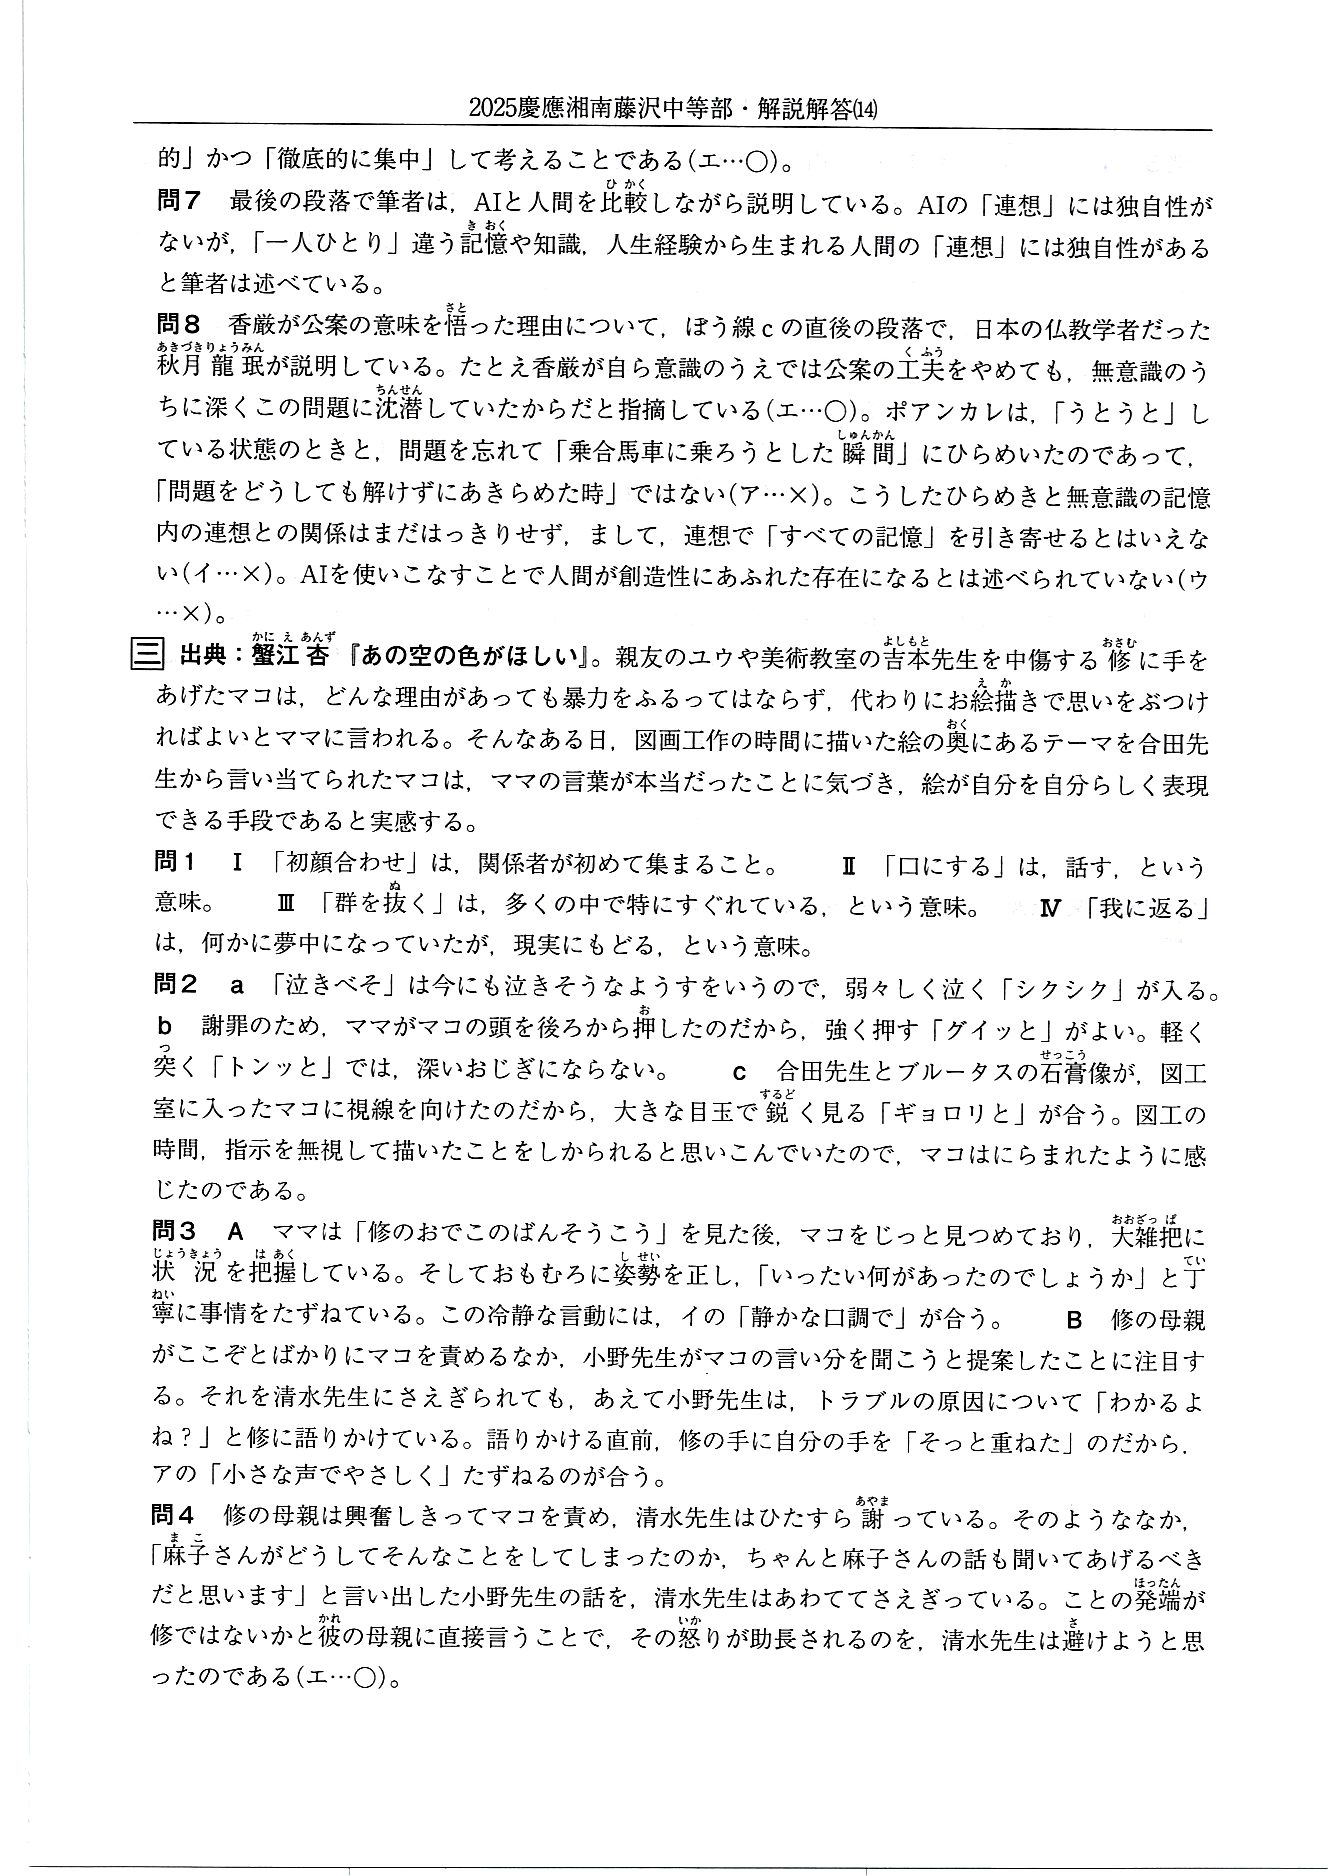 2025慶應湘南藤沢中等部・解説解答⒁
的」かつ「徹底的に集中」して考えることである(エ…○)。
問7　最後の段落で筆者は，AIと人間を比較しながら説明している。AIの「連想」には独自性が
ないが，「一人ひとり」違う記憶や知識，人生経験から生まれる人間の「連想」には独自性がある
と筆者は述べている。
問8　香厳が公案の意味を悟った理由について，ぼう線ｃの直後の段落で，日本の仏教学者だった
秋月龍珉が説明している。たとえ香厳が自ら意識のうえでは公案の工夫をやめても，無意識のう
ちに深くこの問題に沈潜していたからだと指摘している(エ…○)。ポアンカレは，「うとうと」し
ている状態のときと，問題を忘れて「乗合馬車に乗ろうとした瞬間」にひらめいたのであって，
「問題をどうしても解けずにあきらめた時」ではない(ア…×)。こうしたひらめきと無意識の記憶
内の連想との関係はまだはっきりせず，まして，連想で「すべての記憶」を引き寄せるとはいえな
い(イ…×)。AIを使いこなすことで人間が創造性にあふれた存在になるとは述べられていない(ウ
…×)。
三 出典：蟹江杏『あの空の色がほしい』。親友のユウや美術教室の吉本先生を中傷する修に手を
あげたマコは，どんな理由があっても暴力をふるってはならず，代わりにお絵描きで思いをぶつけ
ればよいとママに言われる。そんなある日，図画工作の時間に描いた絵の奥にあるテーマを合田先
生から言い当てられたマコは，ママの言葉が本当だったことに気づき，絵が自分を自分らしく表現
できる手段であると実感する。
問1　Ⅰ　「初顔合わせ」は，関係者が初めて集まること。　　Ⅱ　「口にする」は，話す，という
意味。　　Ⅲ　「群を抜く」は，多くの中で特にすぐれている，という意味。　　Ⅳ　「我に返る」
は，何かに夢中になっていたが，現実にもどる，という意味。
問2　a　「泣きべそ」は今にも泣きそうなようすをいうので，弱々しく泣く「シクシク」が入る。
b　謝罪のため，ママがマコの頭を後ろから押したのだから，強く押す「グイッと」がよい。軽く
突く「トンッと」では，深いおじぎにならない。　　c　合田先生とブルータスの石膏像が，図工
室に入ったマコに視線を向けたのだから，大きな目玉で鋭く見る「ギョロリと」が合う。図工の
時間，指示を無視して描いたことをしかられると思いこんでいたので，マコはにらまれたように感
じたのである。
問3　A　ママは「修のおでこのばんそうこう」を見た後，マコをじっと見つめており，大雑把に
状況を把握している。そしておもむろに姿勢を正し，「いったい何があったのでしょうか」と丁
寧に事情をたずねている。この冷静な言動には，イの「静かな口調で」が合う。　　B　修の母親
がここぞとばかりにマコを責めるなか，小野先生がマコの言い分を聞こうと提案したことに注目す
る。それを清水先生にさえぎられても，あえて小野先生は，トラブルの原因について「わかるよ
ね？」と修に語りかけている。語りかける直前，修の手に自分の手を「そっと重ねた」のだから，
アの「小さな声でやさしく」たずねるのが合う。
問4　修の母親は興奮しきってマコを責め，清水先生はひたすら謝っている。そのようななか，
「麻子さんがどうしてそんなことをしてしまったのか，ちゃんと麻子さんの話も聞いてあげるべき
だと思います」と言い出した小野先生の話を，清水先生はあわててさえぎっている。ことの発端が
修ではないかと彼の母親に直接言うことで，その怒りが助長されるのを，清水先生は避けようと思
ったのである(エ…○)。